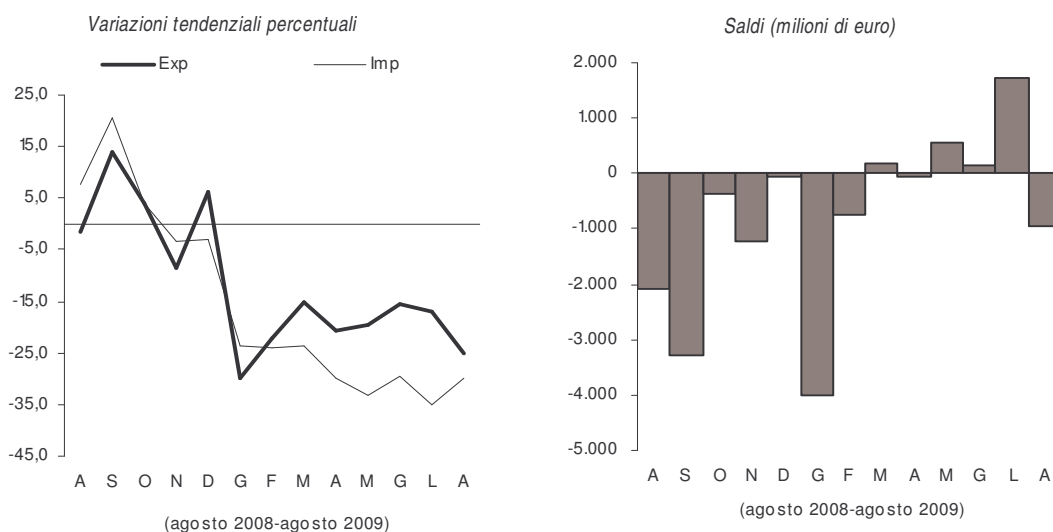 Variazioni tendenziali percentuali
Exp Imp
25,0
15,0
5,0
-5,0
-15,0
-25,0
-35,0
-45,0
A S O N D G F M A M G L A
(agosto 2008-agosto 2009)
Saldi (milioni di euro)
2.000
1.000
0
-1.000
-2.000
-3.000
-4.000
-5.000
A S O N D G F M A M G L A
(agosto 2008-agosto 2009)